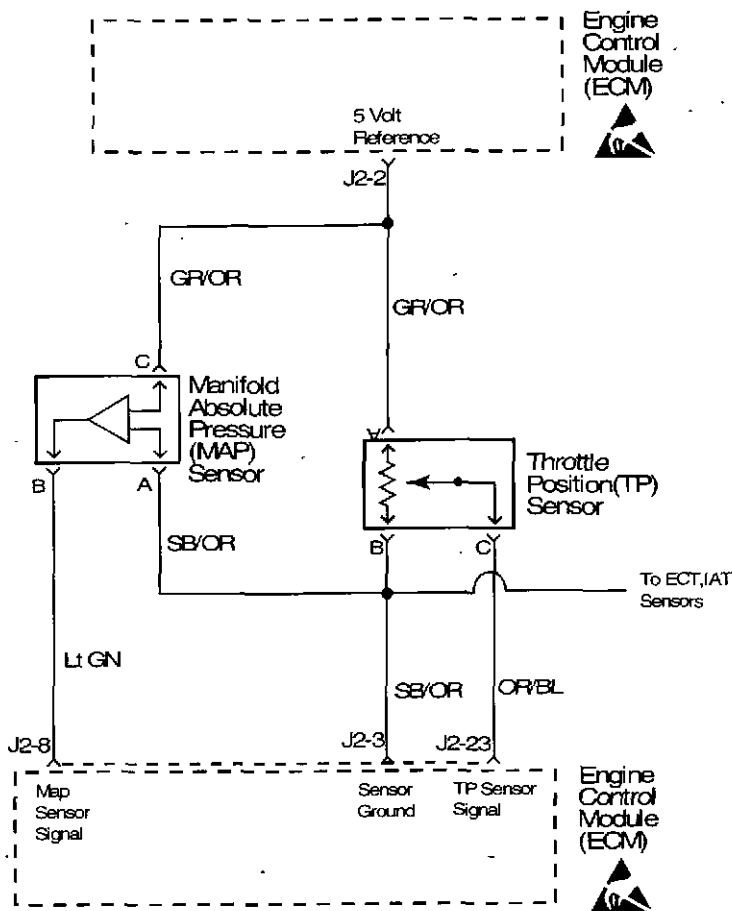 Engine
Control
Module
(ECM)
5 Volt
Reference
J2-2
GR/OR
GR/OR
C
Manifold
Absolute
Pressure
(MAP)
Sensor
A
Throttle
Position(TP)
Sensor
B
A
B
C
SB/OR
To ECT,IAT
Sensors
Lt GN
SB/OR
OR/BL
J2-8
J2-3
J2-23
Map
Sensor
Signal
Sensor
Ground
TP Sensor
Signal
Engine
Control
Module
(ECM)